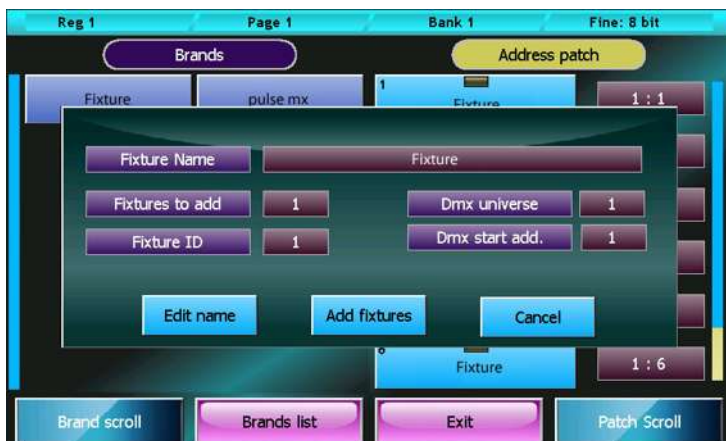 Reg 1 Page 1 Bank 1 Fine: 8 bit
Brands Address patch
Fixture pulse mx 1 Fixture 1 : 1
Fixture Name Fixture
Fixtures to add 1 Dmx universe 1
Fixture ID 1 Dmx start add. 1
Edit name Add fixtures Cancel
Fixture 1 : 6
Brand scroll Brands list Exit Patch Scroll